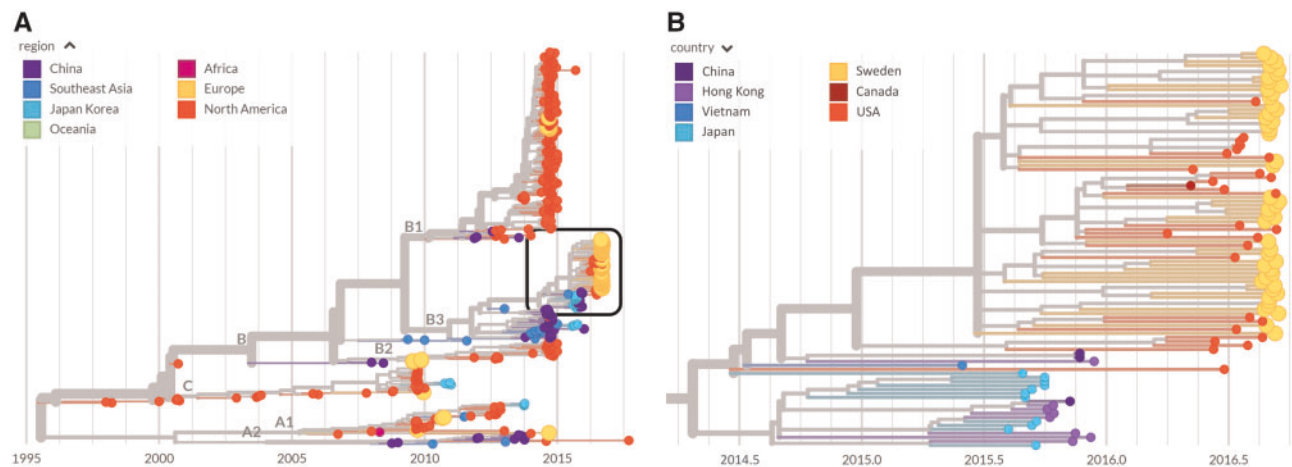 A
region
China
Southeast Asia
Japan Korea
Oceania
Africa
Europe
North America
B1
B3
B
B2
C
A1
A2
1995 2000 2005 2010 2015
B
country
China
Hong Kong
Vietnam
Japan
Sweden
Canada
USA
2014.5 2015.0 2015.5 2016.0 2016.5